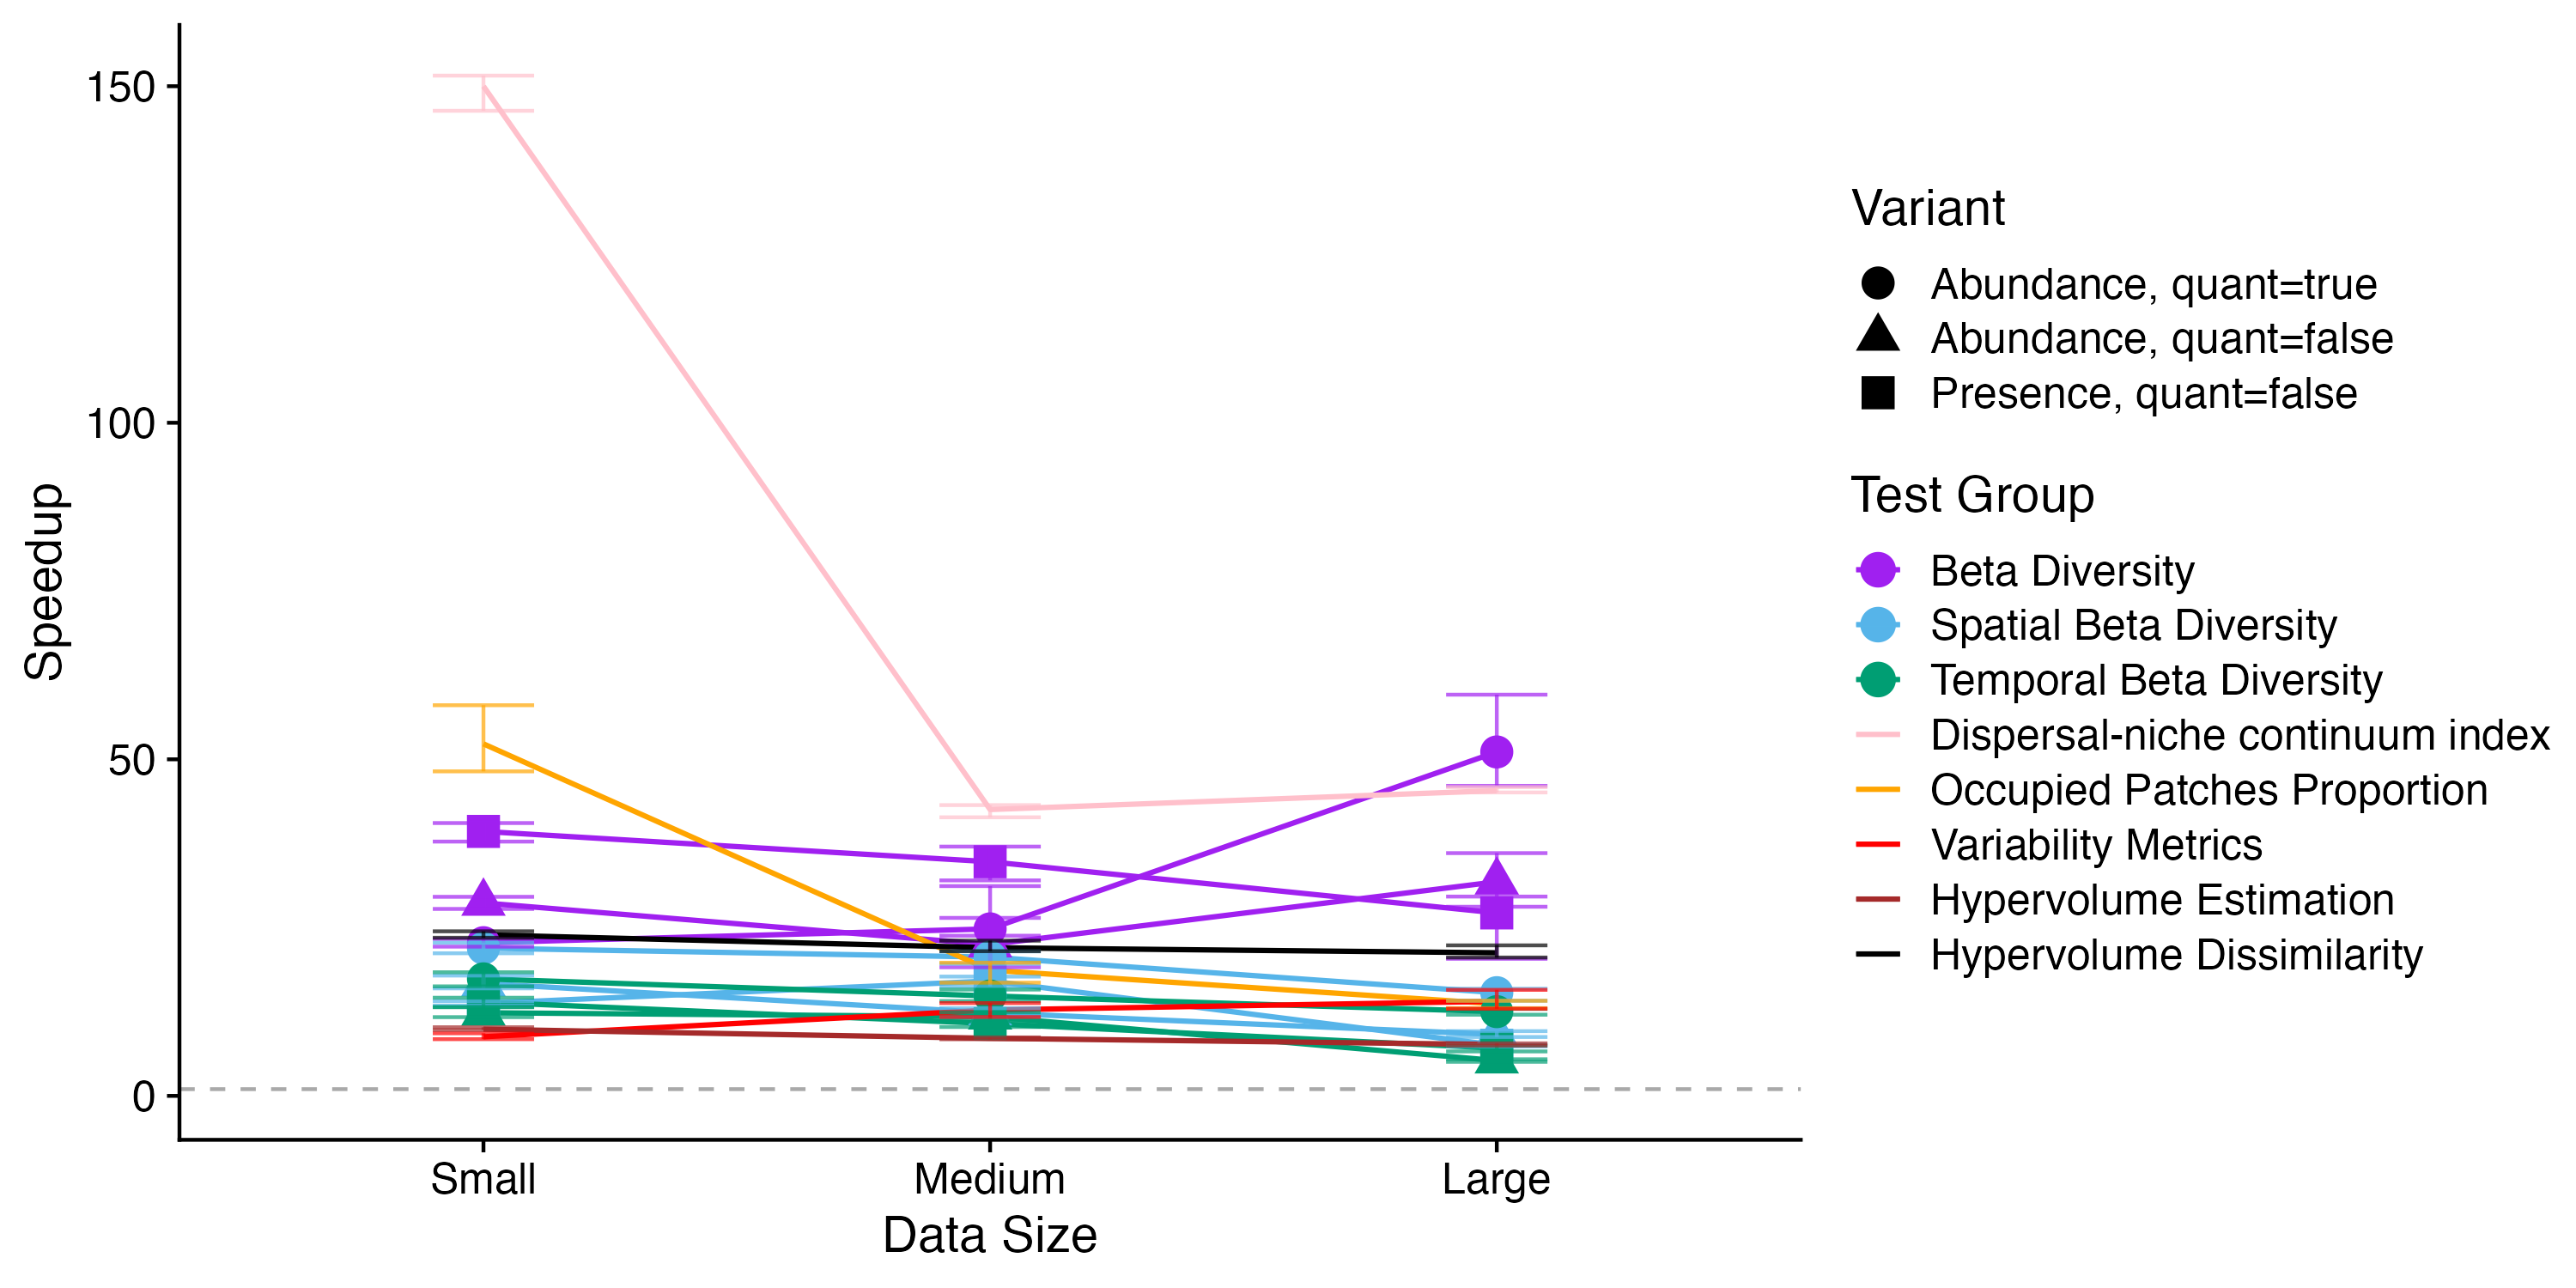 150
100
50
0
Speedup
Small
Medium
Large
Data Size
Variant
Abundance, quant=true
Abundance, quant=false
Presence, quant=false
Test Group
Beta Diversity
Spatial Beta Diversity
Temporal Beta Diversity
Dispersal-niche continuum index
Occupied Patches Proportion
Variability Metrics
Hypervolume Estimation
Hypervolume Dissimilarity